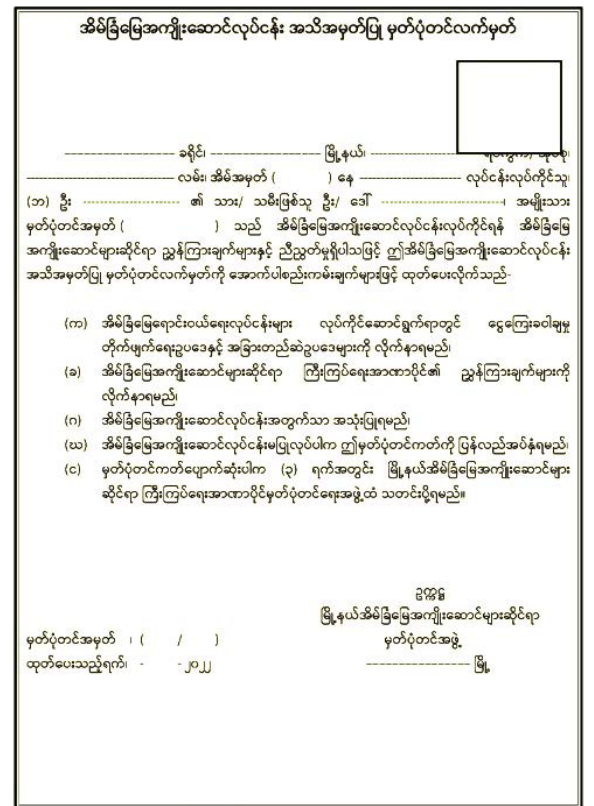 အိမ်ခြံမြေအကျိုးဆောင်လုပ်ငန်း အသိအမှတ်ပြု မှတ်ပုံတင်လက်မှတ်
---------------------- ခရိုင်၊ ---------------------- မြို့နယ်၊ ----------------------
---------------------------- လမ်း၊ အိမ်အမှတ် (          ) နေ ------------------------- လုပ်ငန်းလုပ်ကိုင်သူ၊
(ဘ) ဦး ----------------------- ၏ သား/ သမီးဖြစ်သူ ဦး/ ဒေါ် -----------------------၊ အမျိုးသား
မှတ်ပုံတင်အမှတ် (               ) သည် အိမ်ခြံမြေအကျိုးဆောင်လုပ်ငန်းလုပ်ကိုင်ရန် အိမ်ခြံမြေ
အကျိုးဆောင်များဆိုင်ရာ ညွှန်ကြားချက်များနှင့် ညီညွတ်မှုရှိပါသဖြင့် ဤအိမ်ခြံမြေအကျိုးဆောင်လုပ်ငန်း
အသိအမှတ်ပြု မှတ်ပုံတင်လက်မှတ်ကို အောက်ပါစည်းကမ်းချက်များဖြင့် ထုတ်ပေးလိုက်သည်-
(က) အိမ်ခြံမြေရောင်းဝယ်ရေးလုပ်ငန်းများ လုပ်ကိုင်ဆောင်ရွက်ရာတွင် ငွေကြေးခဝါချမှု
တိုက်ဖျက်ရေးဥပဒေနှင့် အခြားတည်ဆဲဥပဒေများကို လိုက်နာရမည်၊
(ခ) အိမ်ခြံမြေအကျိုးဆောင်များဆိုင်ရာ ကြီးကြပ်ရေးအာဏာပိုင်၏ ညွှန်ကြားချက်များကို
လိုက်နာရမည်၊
(ဂ) အိမ်ခြံမြေအကျိုးဆောင်လုပ်ငန်းအတွက်သာ အသုံးပြုရမည်၊
(ဃ) အိမ်ခြံမြေအကျိုးဆောင်လုပ်ငန်းမပြုလုပ်ပါက ဤမှတ်ပုံတင်ကတ်ကို ပြန်လည်အပ်နှံရမည်၊
(င) မှတ်ပုံတင်ကတ်ပျောက်ဆုံးပါက (၃) ရက်အတွင်း မြို့နယ်အိမ်ခြံမြေအကျိုးဆောင်များ
ဆိုင်ရာ ကြီးကြပ်ရေးအာဏာပိုင်မှတ်ပုံတင်ရေးအဖွဲ့ထံ သတင်းပို့ရမည်။
ဥက္ကဋ္ဌ
မြို့နယ်အိမ်ခြံမြေအကျိုးဆောင်များဆိုင်ရာ
မှတ်ပုံတင်အမှတ် ၊ (     /     ) မှတ်ပုံတင်အဖွဲ့
ထုတ်ပေးသည့်ရက်၊ -     - ၂၀၂၂ ------------------ မြို့